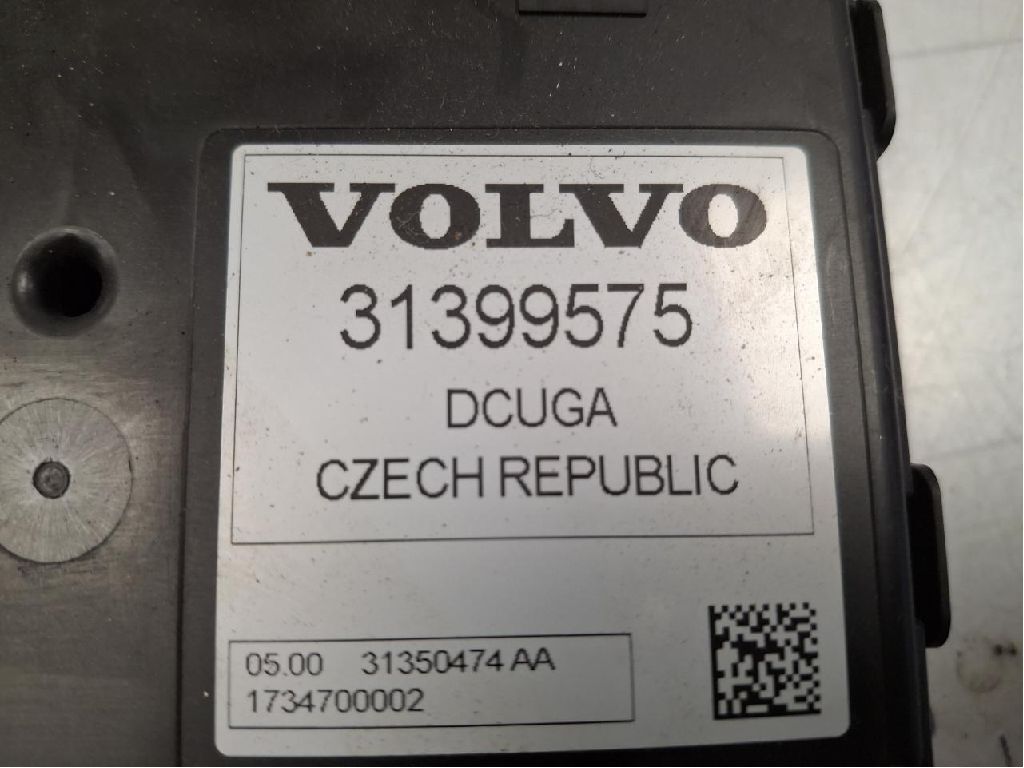 VOLVO
31399575
DCUGA
CZECH REPUBLIC
05.00 31350474 AA
1734700002